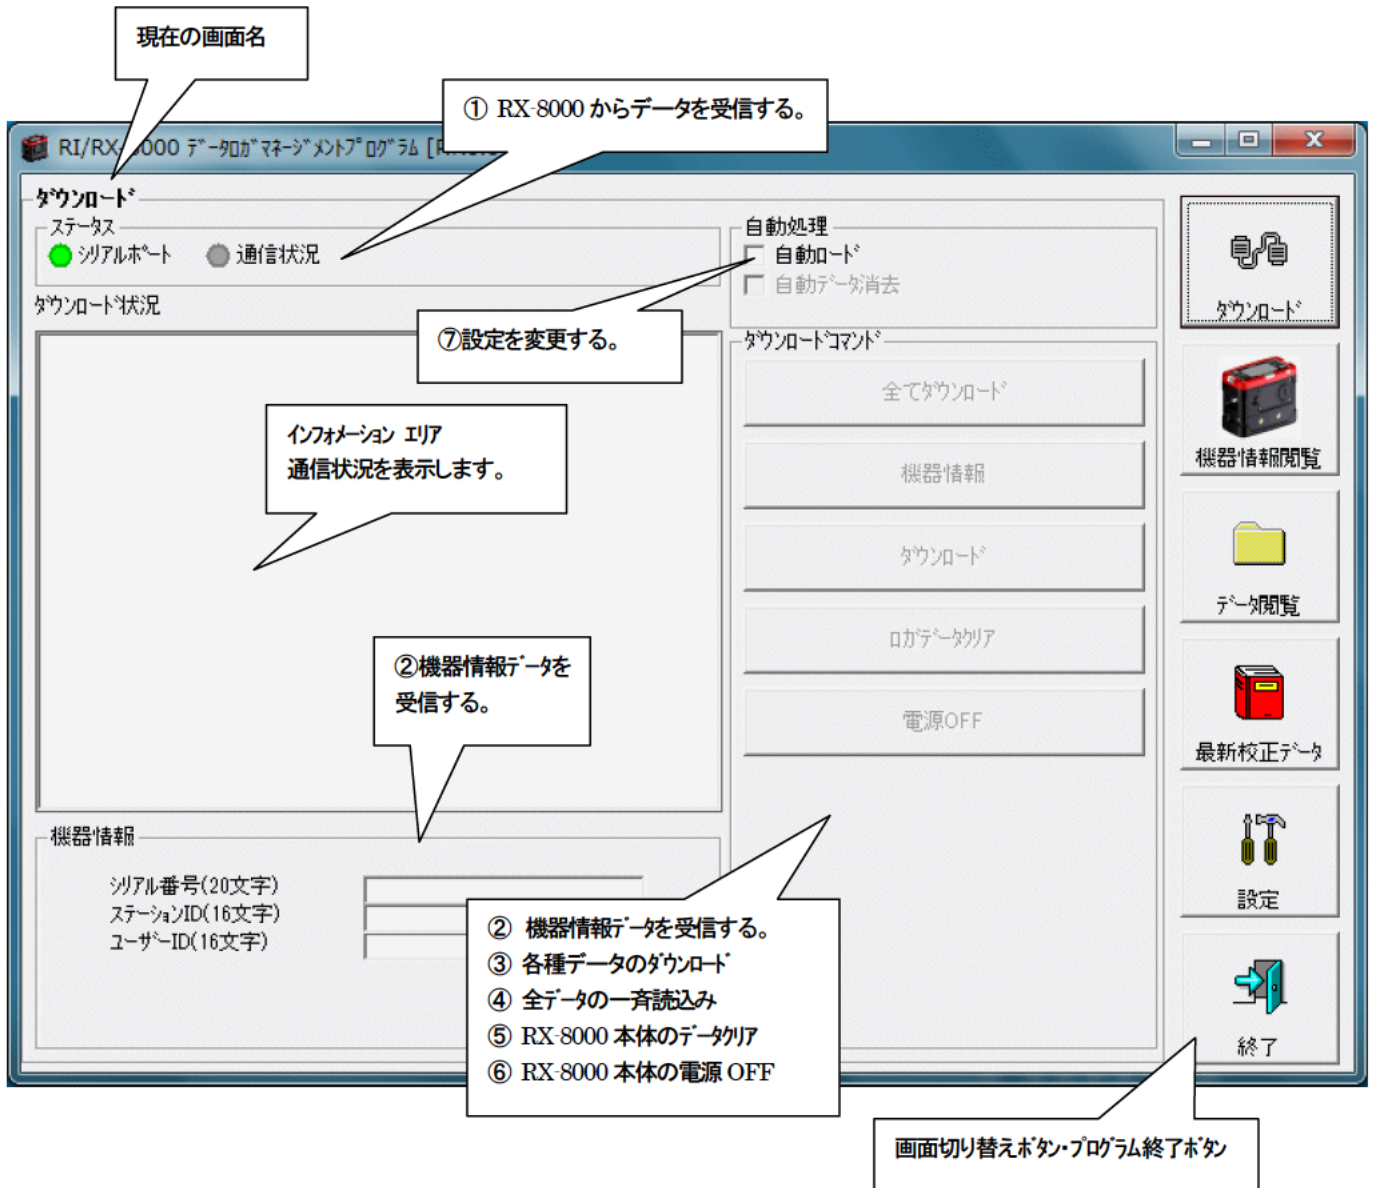 現在の画面名
① RX-8000 からデータを受信する。
RI/RX-8000 ﾃﾞｰﾀﾛｶﾞﾏﾈｰｼﾞﾒﾝﾄﾌﾟﾛｸﾞﾗﾑ [
ﾀﾞｳﾝﾛｰﾄﾞ
ｽﾃｰﾀｽ
ｼﾘｱﾙﾎﾟｰﾄ 通信状況
自動処理
自動ﾛｰﾄﾞ
自動ﾃﾞｰﾀ消去
ﾀﾞｳﾝﾛｰﾄﾞ状況
⑦設定を変更する。
ﾀﾞｳﾝﾛｰﾄﾞｺﾏﾝﾄﾞ
全てﾀﾞｳﾝﾛｰﾄﾞ
機器情報
ﾀﾞｳﾝﾛｰﾄﾞ
ﾛｶﾞﾃﾞｰﾀｸﾘｱ
電源OFF
ｲﾝﾌｫﾒｰｼｮﾝ ｴﾘｱ
通信状況を表示します。
②機器情報ﾃﾞｰﾀを
受信する。
機器情報
ｼﾘｱﾙ番号(20文字)
ｽﾃｰｼｮﾝID(16文字)
ﾕｰｻﾞｰID(16文字)
② 機器情報ﾃﾞｰﾀを受信する。
③ 各種データのﾀﾞｳﾝﾛｰﾄﾞ
④ 全ﾃﾞｰﾀの一斉読込み
⑤ RX-8000 本体のﾃﾞｰﾀｸﾘｱ
⑥ RX-8000 本体の電源 OFF
ﾀﾞｳﾝﾛｰﾄﾞ
機器情報閲覧
ﾃﾞｰﾀ閲覧
最新校正ﾃﾞｰﾀ
設定
終了
画面切り替えﾎﾞﾀﾝ･ﾌﾟﾛｸﾞﾗﾑ終了ﾎﾞﾀﾝ